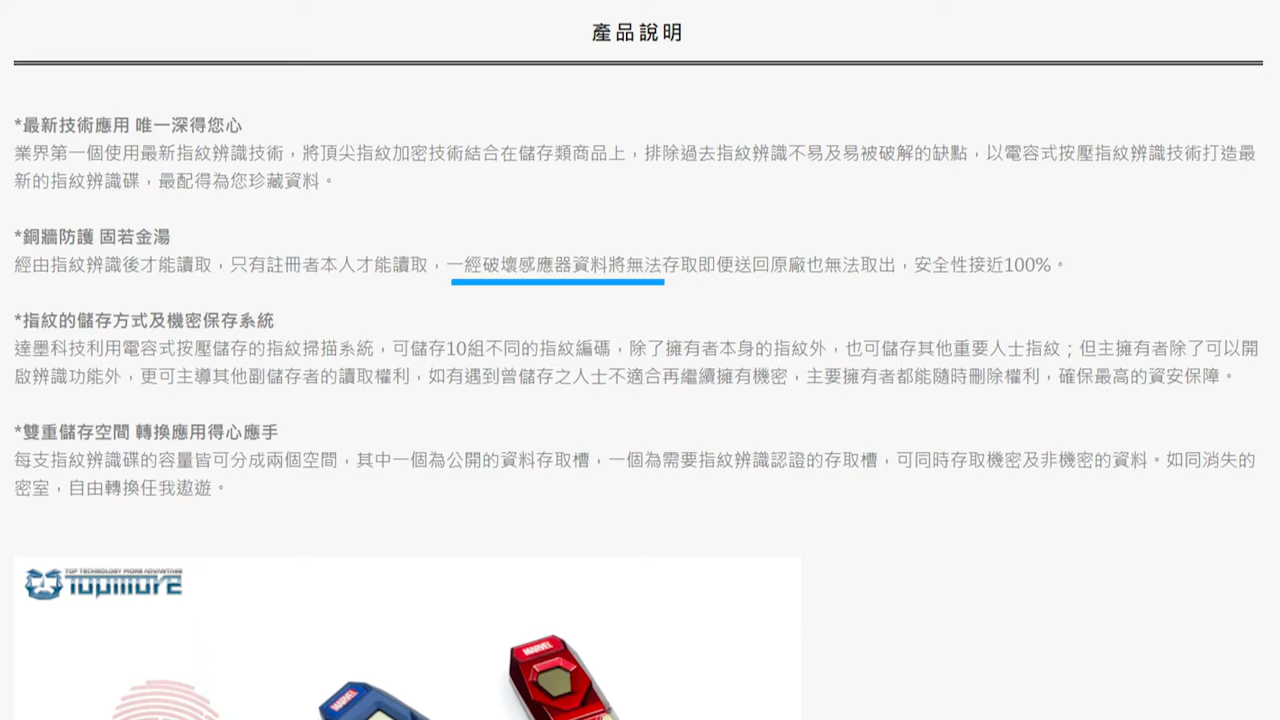 產品說明
*最新技術應用 唯一深得您心
業界第一個使用最新指紋辨識技術，將頂尖指紋加密技術結合在儲存類商品上，排除過去指紋辨識不易及易被破解的缺點，以電容式按壓指紋辨識技術打造最
新的指紋辨識碟，最配得為您珍藏資料。
*銅牆防護 固若金湯
經由指紋辨識後才能讀取，只有註冊者本人才能讀取，一經破壞感應器資料將無法存取即便送回原廠也無法取出，安全性接近100%。
*指紋的儲存方式及機密保存系統
達墨科技利用電容式按壓儲存的指紋掃描系統，可儲存10組不同的指紋編碼，除了擁有者本身的指紋外，也可儲存其他重要人士指紋；但主擁有者除了可以開
啟辨識功能外，更可主導其他副儲存者的讀取權利，如有遇到曾儲存之人士不適合再繼續擁有機密，主要擁有者都能隨時刪除權利，確保最高的資安保障。
*雙重儲存空間 轉換應用得心應手
每支指紋辨識碟的容量皆可分成兩個空間，其中一個為公開的資料存取槽，一個為需要指紋辨識認證的存取槽，可同時存取機密及非機密的資料。如同消失的
密室，自由轉換任我遨遊。
TOP TECHNOLOGY MORE ADVANTAGE
TOPMORE
MARVEL
MARVEL